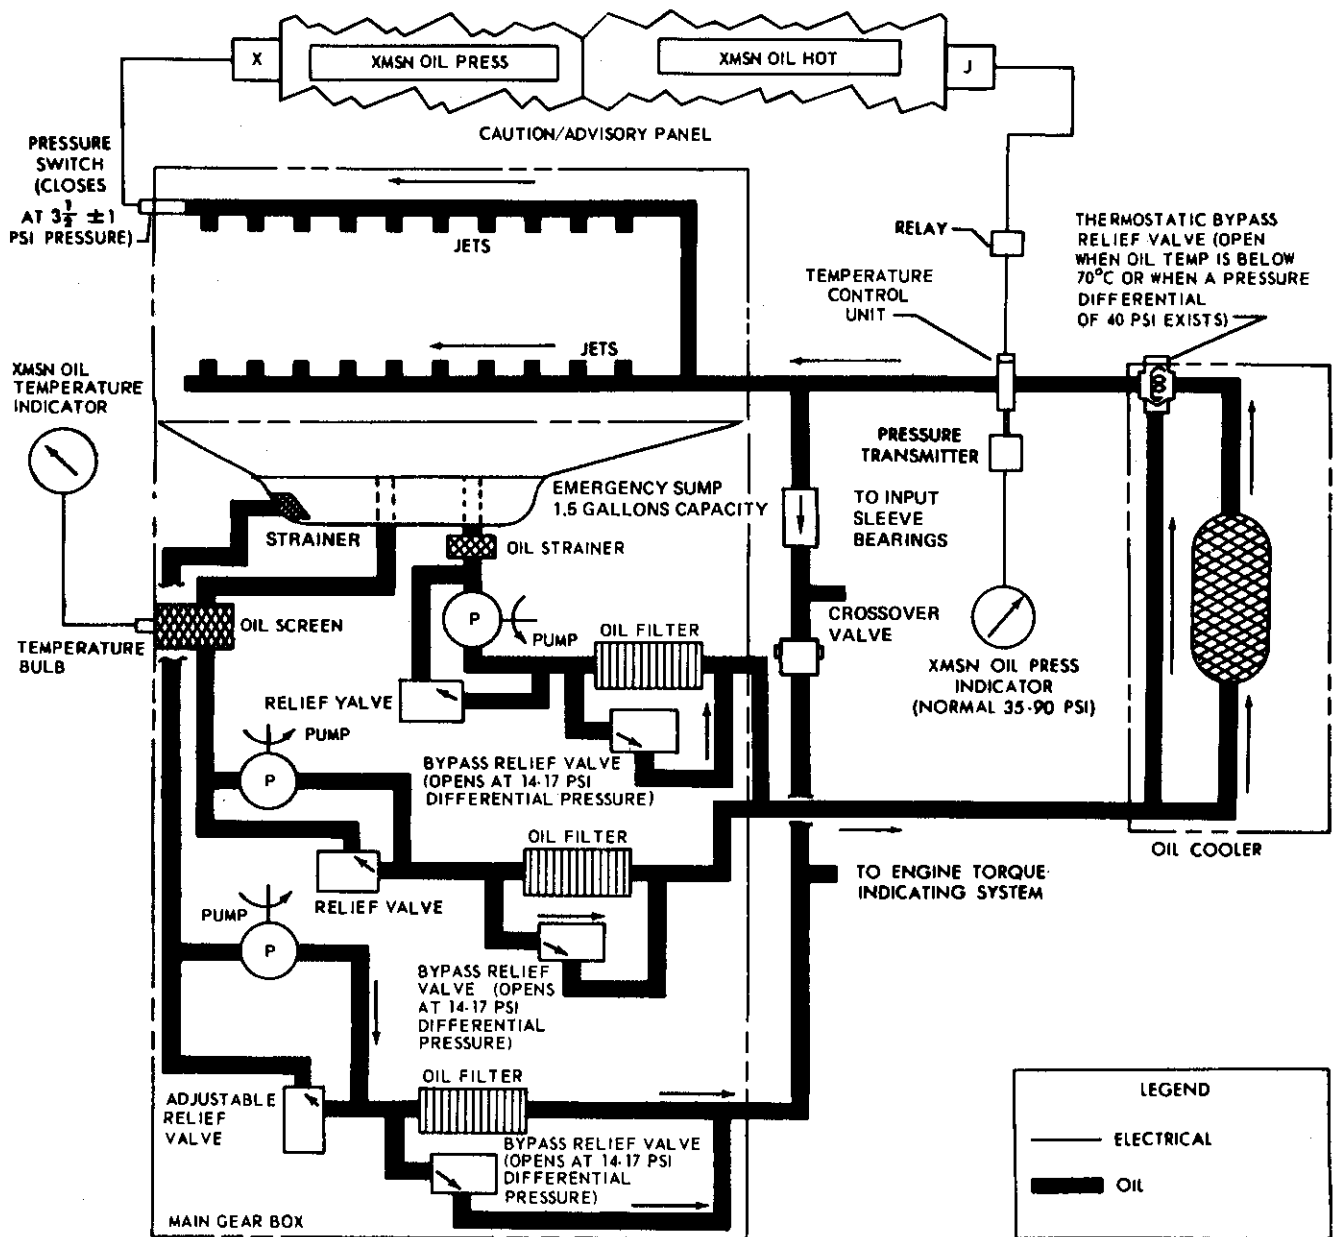 X
XMSN OIL PRESS
XMSN OIL HOT
J
CAUTION/ADVISORY PANEL
PRESSURE
SWITCH
(CLOSES
AT 3 1/2 ±1
PSI PRESSURE)
JETS
JETS
RELAY
TEMPERATURE
CONTROL
UNIT
THERMOSTATIC BYPASS
RELIEF VALVE (OPEN
WHEN OIL TEMP IS BELOW
70°C OR WHEN A PRESSURE
DIFFERENTIAL
OF 40 PSI EXISTS)
XMSN OIL
TEMPERATURE
INDICATOR
PRESSURE
TRANSMITTER
EMERGENCY SUMP
1.5 GALLONS CAPACITY
TO INPUT
SLEEVE
BEARINGS
STRAINER
OIL STRAINER
OIL SCREEN
P
PUMP
OIL FILTER
CROSSOVER
VALVE
TEMPERATURE
BULB
XMSN OIL PRESS
INDICATOR
(NORMAL 35-90 PSI)
RELIEF VALVE
PUMP
P
BYPASS RELIEF VALVE
(OPENS AT 14-17 PSI
DIFFERENTIAL PRESSURE)
OIL FILTER
OIL COOLER
TO ENGINE TORQUE
INDICATING SYSTEM
RELIEF VALVE
PUMP
P
BYPASS RELIEF
VALVE (OPENS
AT 14-17 PSI
DIFFERENTIAL
PRESSURE)
OIL FILTER
ADJUSTABLE
RELIEF
VALVE
BYPASS RELIEF VALVE
(OPENS AT 14-17 PSI
DIFFERENTIAL
PRESSURE)
MAIN GEAR BOX
LEGEND
ELECTRICAL
OIL